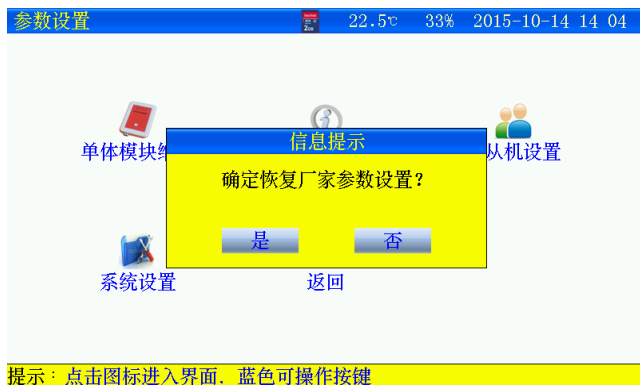 参数设置 22.5℃ 33% 2015-10-14 14 04
单体模块
从机设置
信息提示
确定恢复厂家参数设置?
是 否
系统设置 返回
提示:点击图标进入界面. 蓝色可操作按键